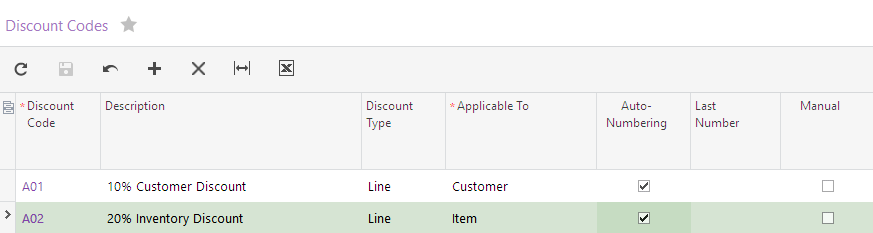 Discount Codes
* Discount Code
Description
Discount Type
* Applicable To
Auto-Numbering
Last Number
Manual
A01 10% Customer Discount Line Customer
A02 20% Inventory Discount Line Item